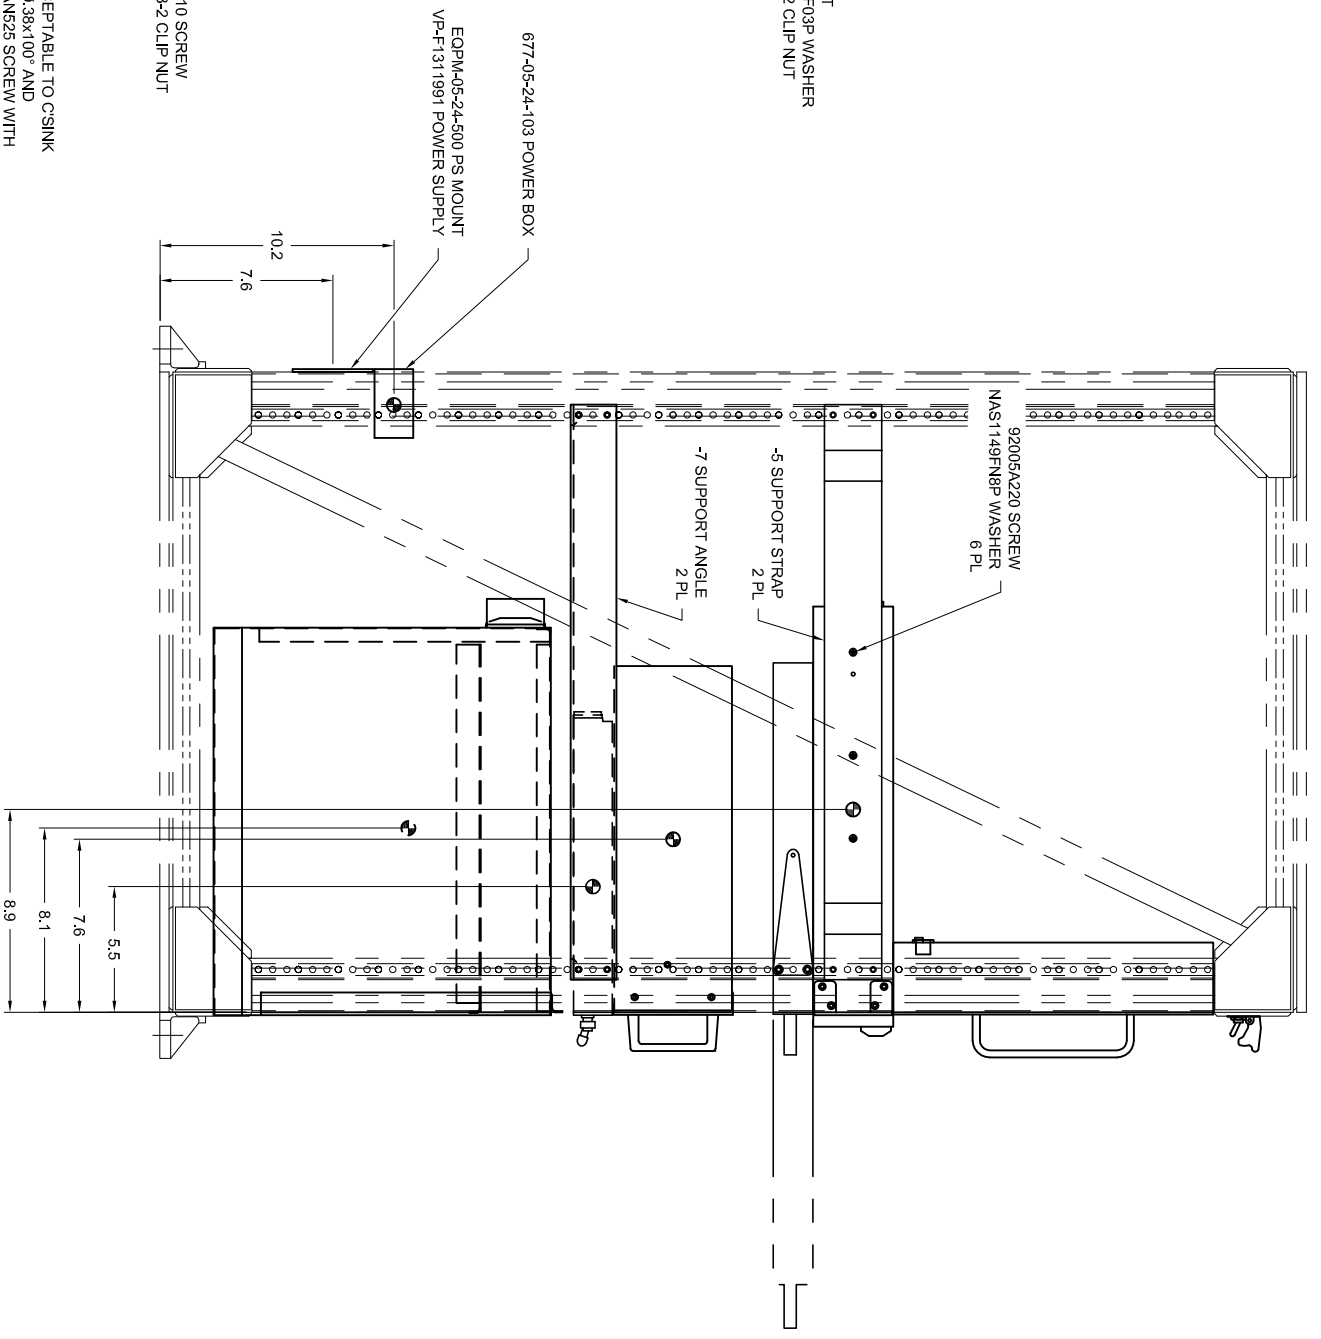 T
F03P WASHER
2 CLIP NUT
92005A220 SCREW
NAS1149FN8P WASHER
6 PL
-5 SUPPORT STRAP
2 PL
-7 SUPPORT ANGLE
2 PL
677-05-24-103 POWER BOX
EQPM-05-24-500 PS MOUNT
VP-F1311991 POWER SUPPLY
10.2
7.6
10 SCREW
3-2 CLIP NUT
EPTABLE TO C'SINK
.38x100° AND
AN525 SCREW WITH
5.5
7.6
8.1
8.9